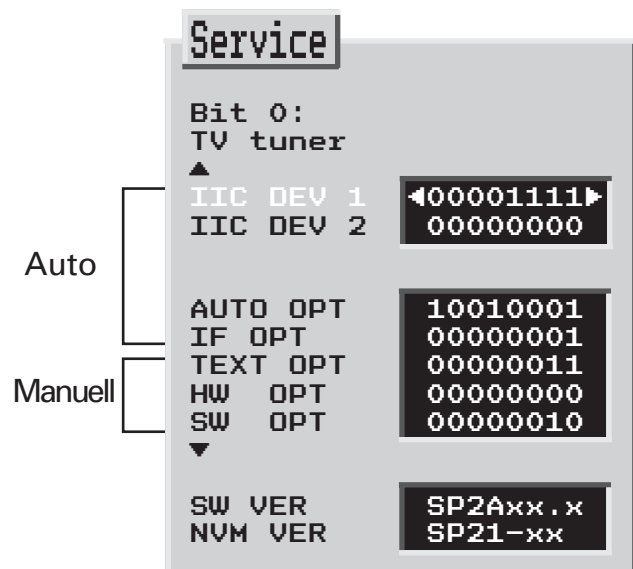 Service
Bit 0:
TV tuner
▲
IIC DEV 1 ◀00001111▶
IIC DEV 2 00000000
Auto
AUTO OPT 10010001
IF OPT 00000001
TEXT OPT 00000011
Manuell
HW OPT 00000000
SW OPT 00000010
▼
SW VER SP2Axx.x
NVM VER SP21-xx